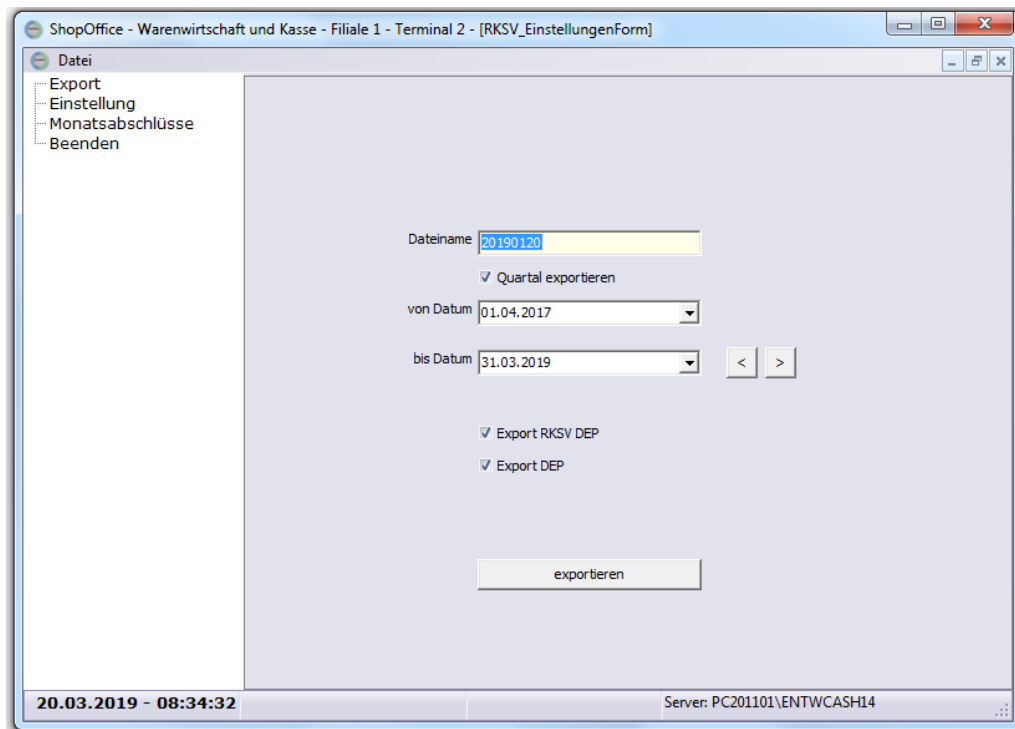 ShopOffice - Warenwirtschaft und Kasse - Filiale 1 - Terminal 2 - [RKSV_EinstellungenForm]
Datei
Export
Einstellung
Monatsabschlüsse
Beenden
Dateiname 20190120
Quartal exportieren
von Datum 01.04.2017
bis Datum 31.03.2019 < >
Export RKSV DEP
Export DEP
exportieren
20.03.2019 - 08:34:32 Server: PC201101\ENTWCASH14